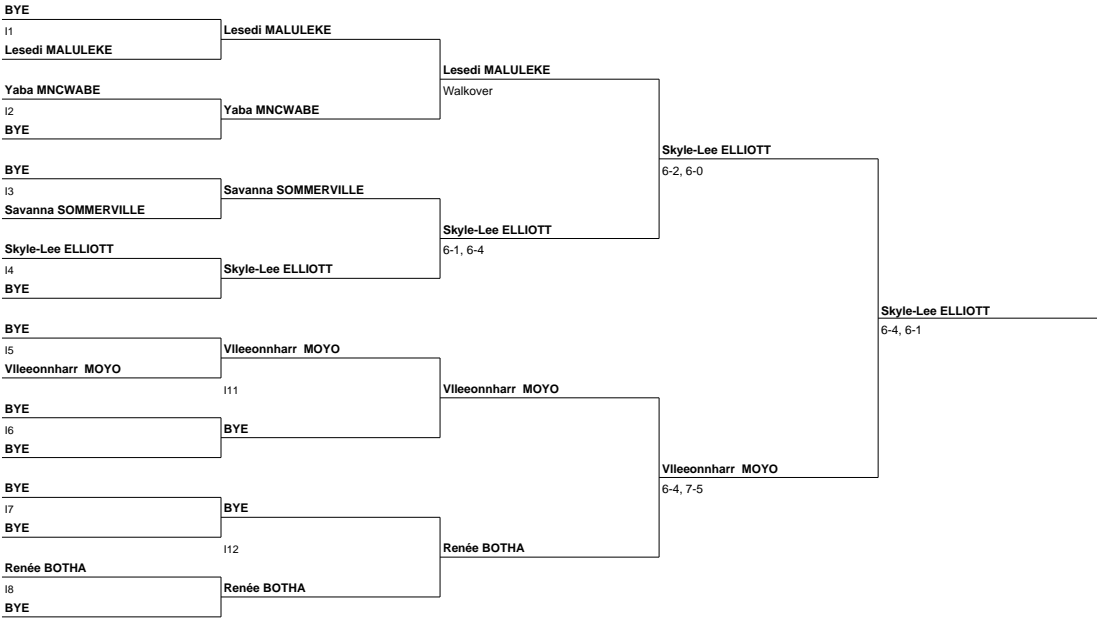 BYE
I1
Lesedi MALULEKE
Yaba MNCWABE
I2
BYE
BYE
I3
Savanna SOMMERVILLE
Skyle-Lee ELLIOTT
I4
BYE
BYE
I5
Vlleeonnharr  MOYO
BYE
I6
BYE
BYE
I7
BYE
Renée BOTHA
I8
BYE
Lesedi MALULEKE
Yaba MNCWABE
Savanna SOMMERVILLE
Skyle-Lee ELLIOTT
Vlleeonnharr  MOYO
I11
BYE
BYE
I12
Renée BOTHA
Lesedi MALULEKE
Walkover
Skyle-Lee ELLIOTT
6-1, 6-4
Vlleeonnharr  MOYO
Renée BOTHA
Skyle-Lee ELLIOTT
6-2, 6-0
Vlleeonnharr  MOYO
6-4, 7-5
Skyle-Lee ELLIOTT
6-4, 6-1